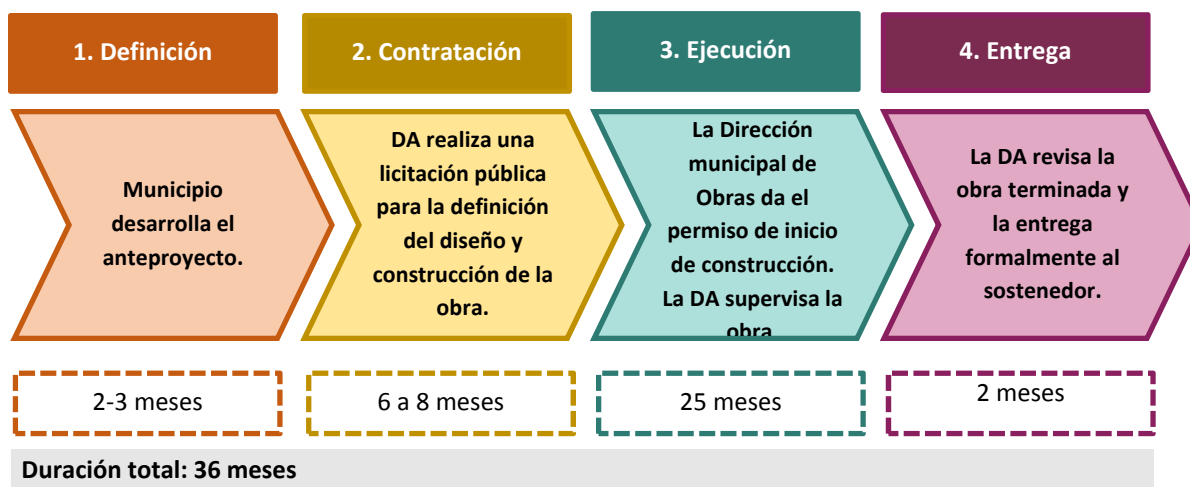 1. Definición
2. Contratación
3. Ejecución
4. Entrega
Municipio
desarrolla el
anteproyecto.
DA realiza una
licitación pública
para la definición
del diseño y
construcción de la
obra.
La Dirección
municipal de
Obras da el
permiso de inicio
de construcción.
La DA supervisa la
obra
La DA revisa la
obra terminada y
la entrega
formalmente al
sostenedor.
2-3 meses
6 a 8 meses
25 meses
2 meses
Duración total: 36 meses